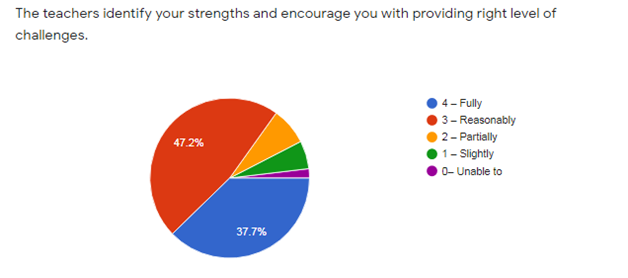 The teachers identify your strengths and encourage you with providing right level of
challenges.
4 – Fully
47.2%
3 – Reasonably
2 – Partially
1 – Slightly
0– Unable to
37.7%